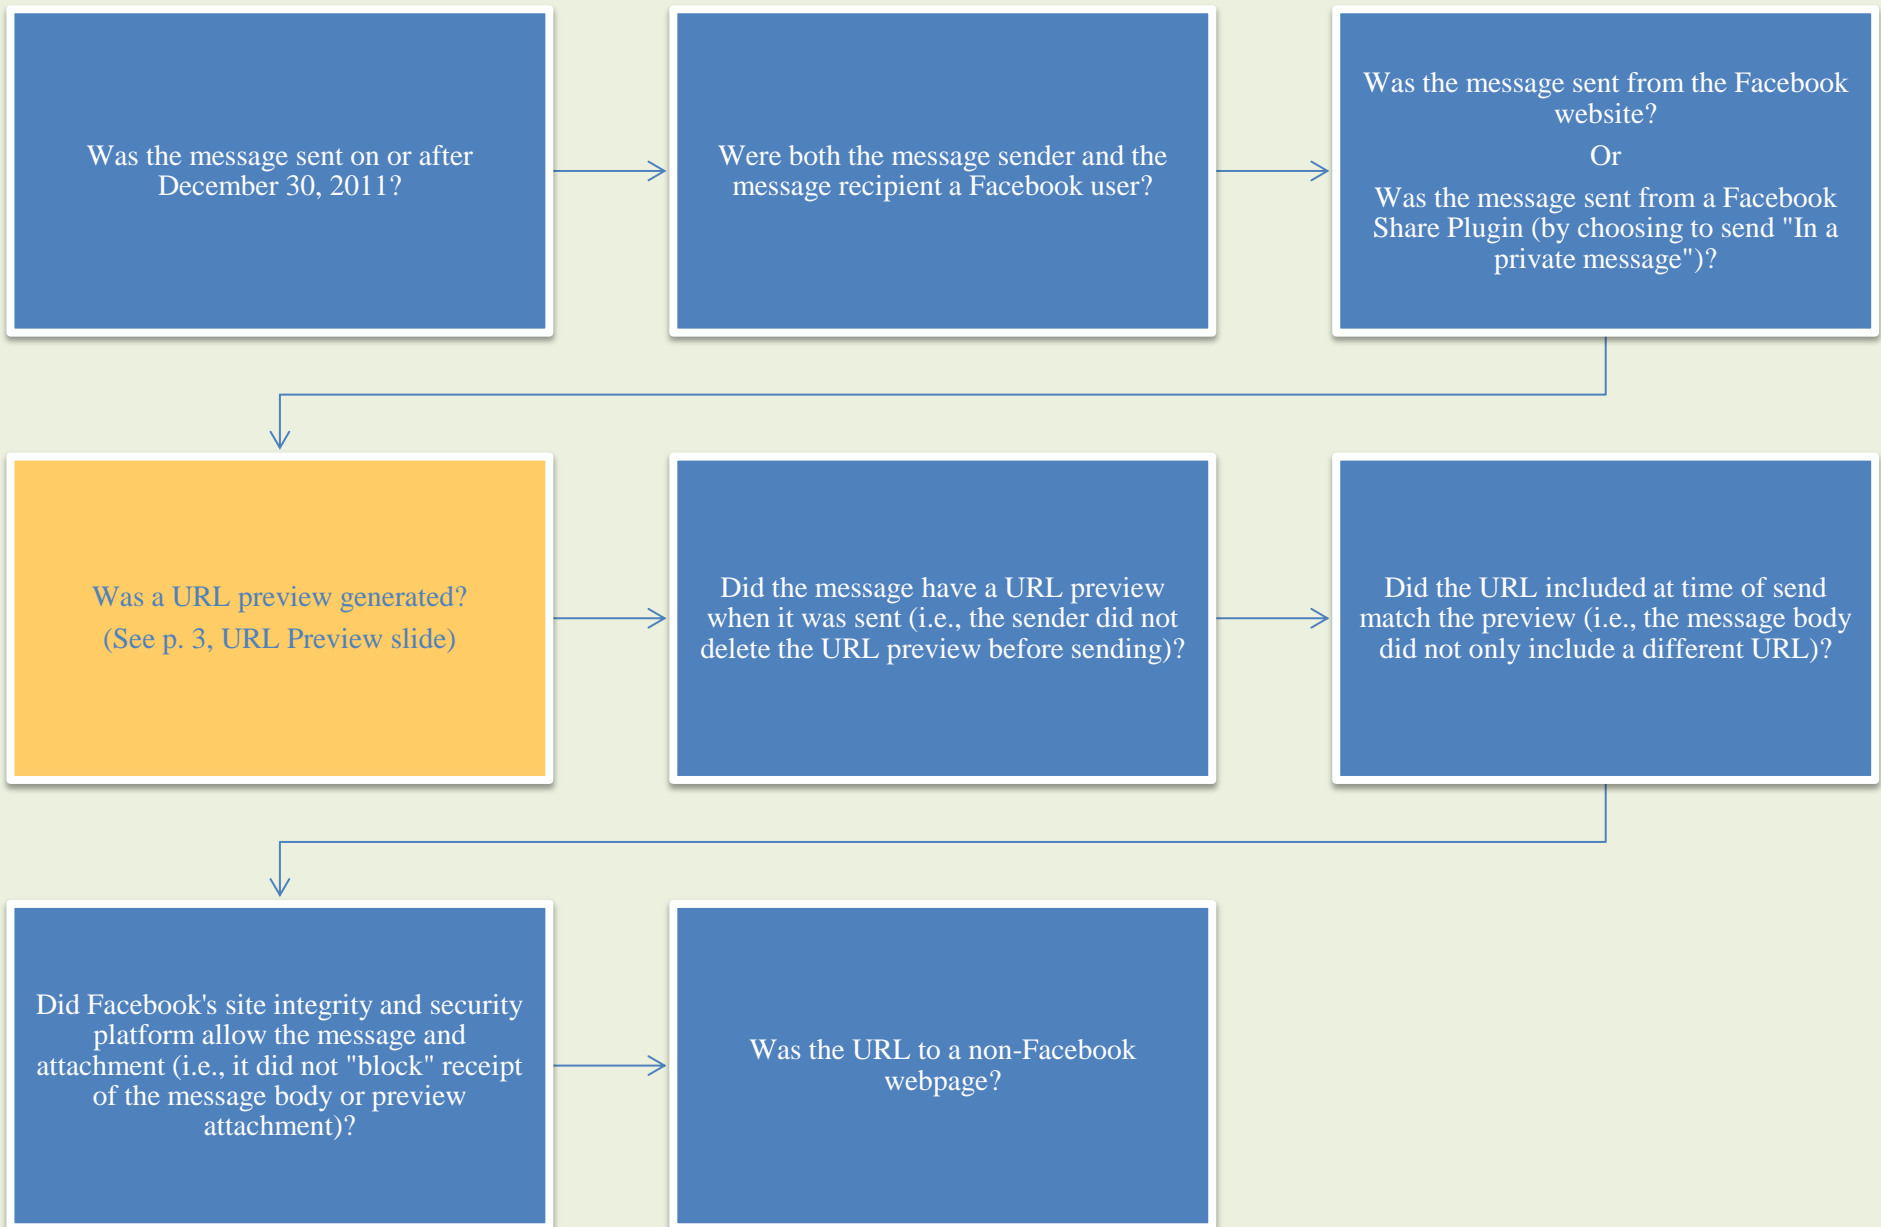 Was the message sent on or after
December 30, 2011?
Were both the message sender and the
message recipient a Facebook user?
Was the message sent from the Facebook
website?
Or
Was the message sent from a Facebook
Share Plugin (by choosing to send "In a
private message")?
Was a URL preview generated?
(See p. 3, URL Preview slide)
Did the message have a URL preview
when it was sent (i.e., the sender did not
delete the URL preview before sending)?
Did the URL included at time of send
match the preview (i.e., the message body
did not only include a different URL)?
Did Facebook's site integrity and security
platform allow the message and
attachment (i.e., it did not "block" receipt
of the message body or preview
attachment)?
Was the URL to a non-Facebook
webpage?